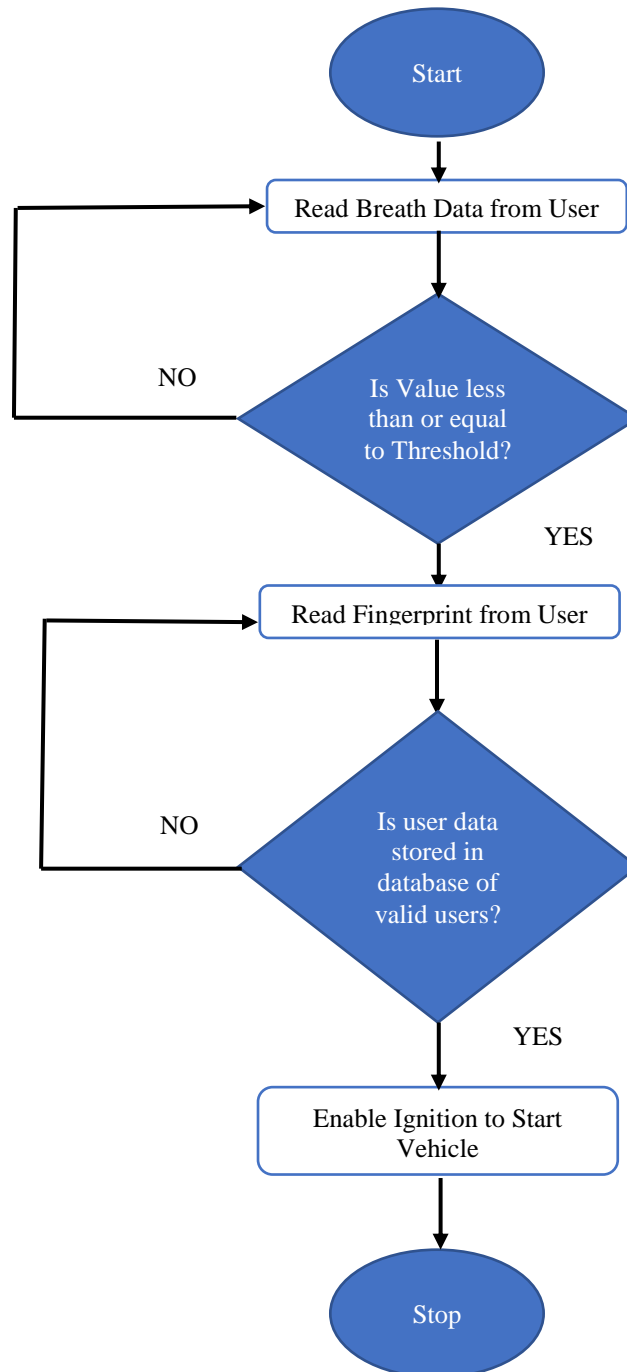 Start
Read Breath Data from User
NO
Is Value less
than or equal
to Threshold?
YES
Read Fingerprint from User
NO
Is user data
stored in
database of
valid users?
YES
Enable Ignition to Start
Vehicle
Stop